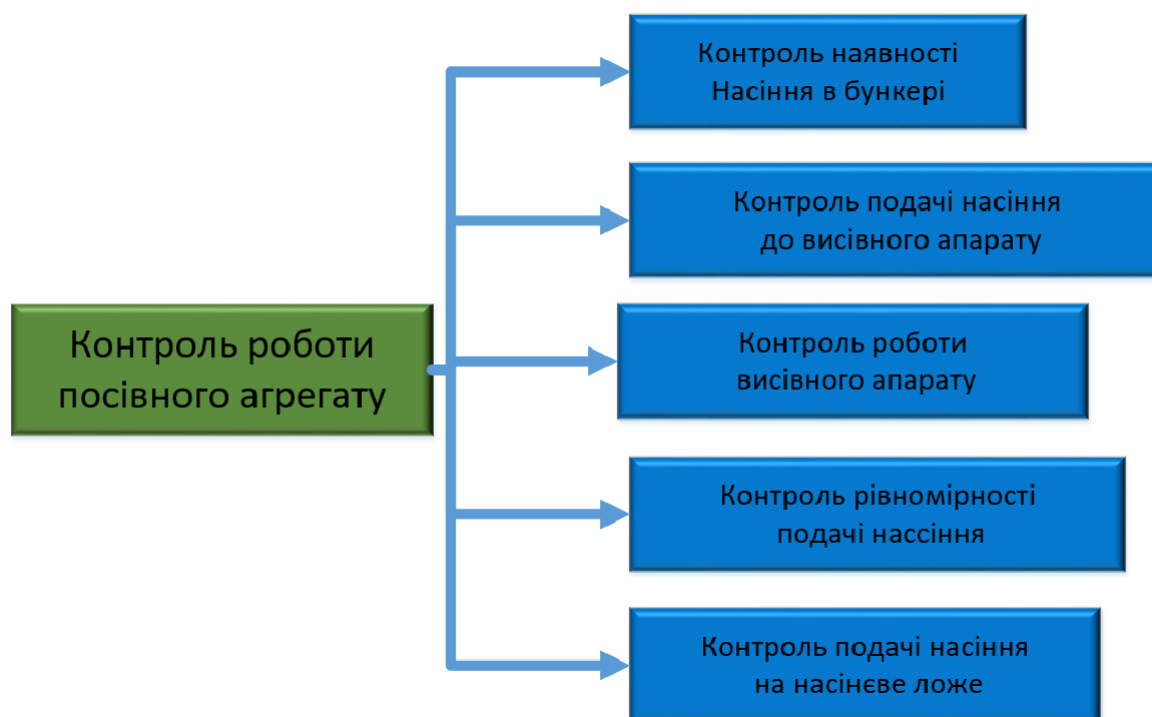 Контроль роботи
посівного агрегату
Контроль наявності
Насіння в бункері
Контроль подачі насіння
до висівного апарату
Контроль роботи
висівного апарату
Контроль рівномірності
подачі нассіння
Контроль подачі насіння
на насінєве ложе